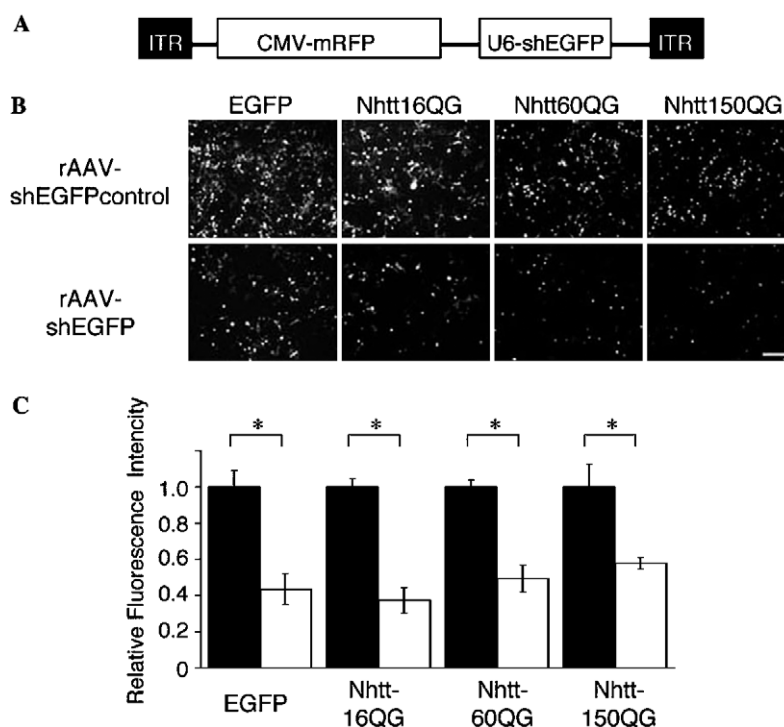 A
ITR CMV-mRFP U6-shEGFP ITR
B
EGFP Nhtt16QG Nhtt60QG Nhtt150QG
rAAV-
shEGFPcontrol
rAAV-
shEGFP
C
Relative Fluorescence Intencity
* * * *
1.0
0.8
0.6
0.4
0.2
0
EGFP
Nhtt-
16QG
Nhtt-
60QG
Nhtt-
150QG